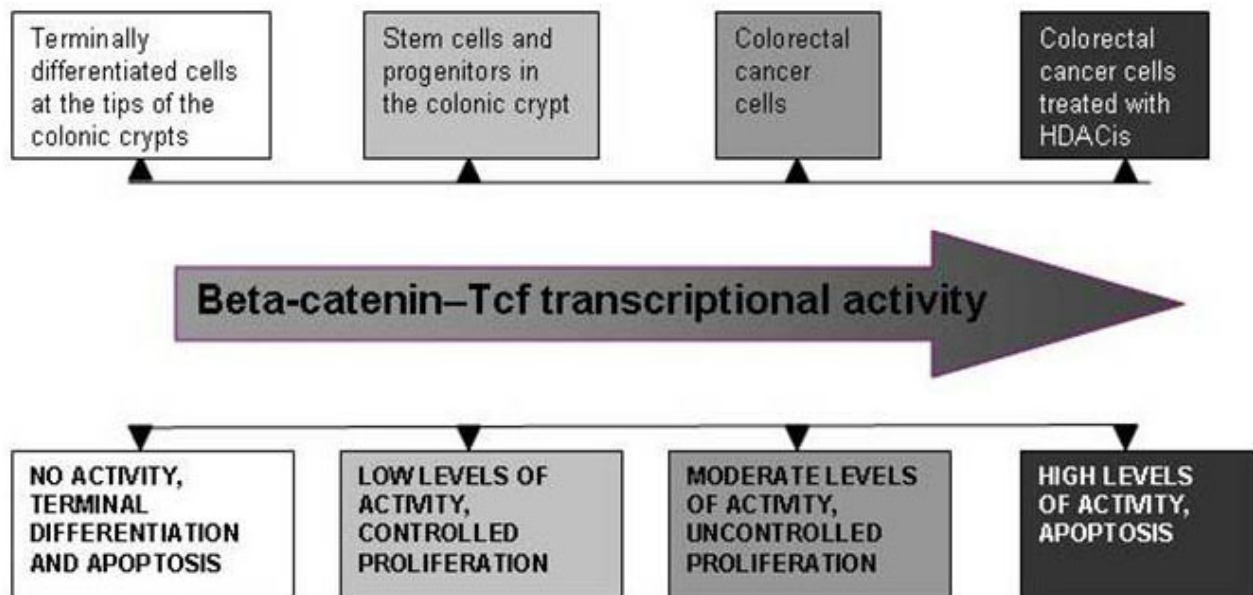 Terminally
differentiated cells
at the tips of the
colonic crypts
Stem cells and
progenitors in
the colonic crypt
Colorectal
cancer
cells
Colorectal
cancer cells
treated with
HDACis
Beta-catenin–Tcf transcriptional activity
NO ACTIVITY,
TERMINAL
DIFFERENTIATION
AND APOPTOSIS
LOW LEVELS OF
ACTIVITY,
CONTROLLED
PROLIFERATION
MODERATE LEVELS
OF ACTIVITY,
UNCONTROLLED
PROLIFERATION
HIGH LEVELS
OF ACTIVITY,
APOPTOSIS